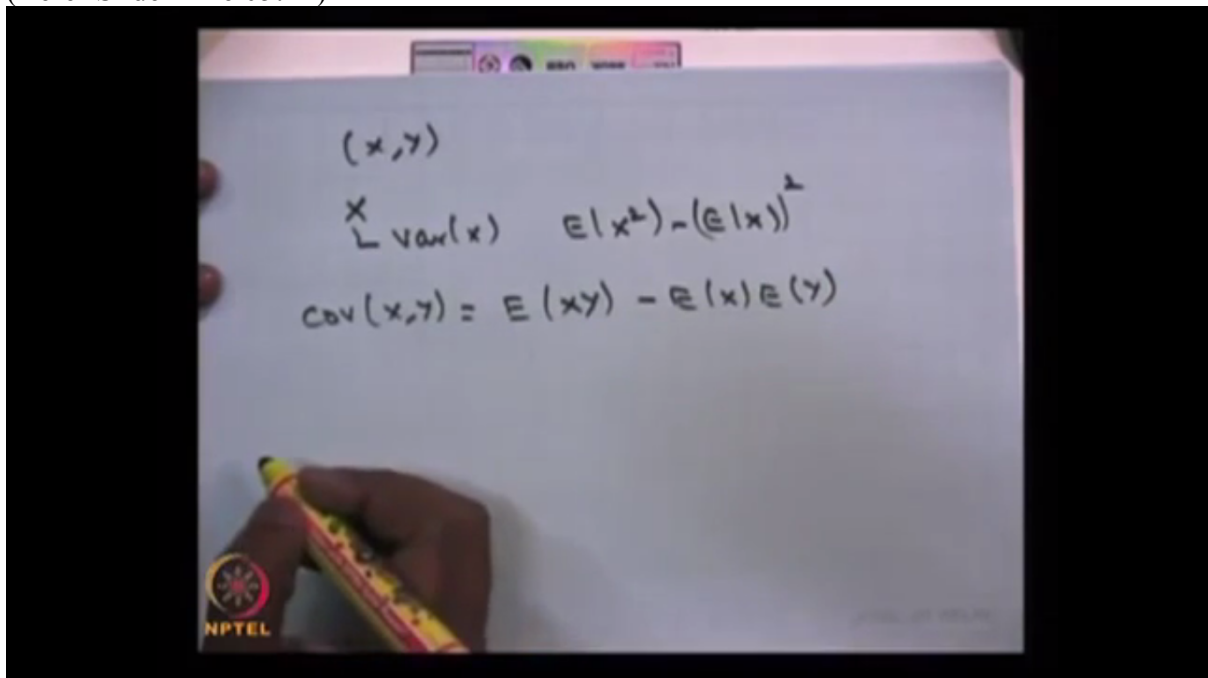 (x,y)
X
L var(x) E(x²) - (E(x))²
cov(x,y) = E(xy) - E(x)E(y)
NPTEL